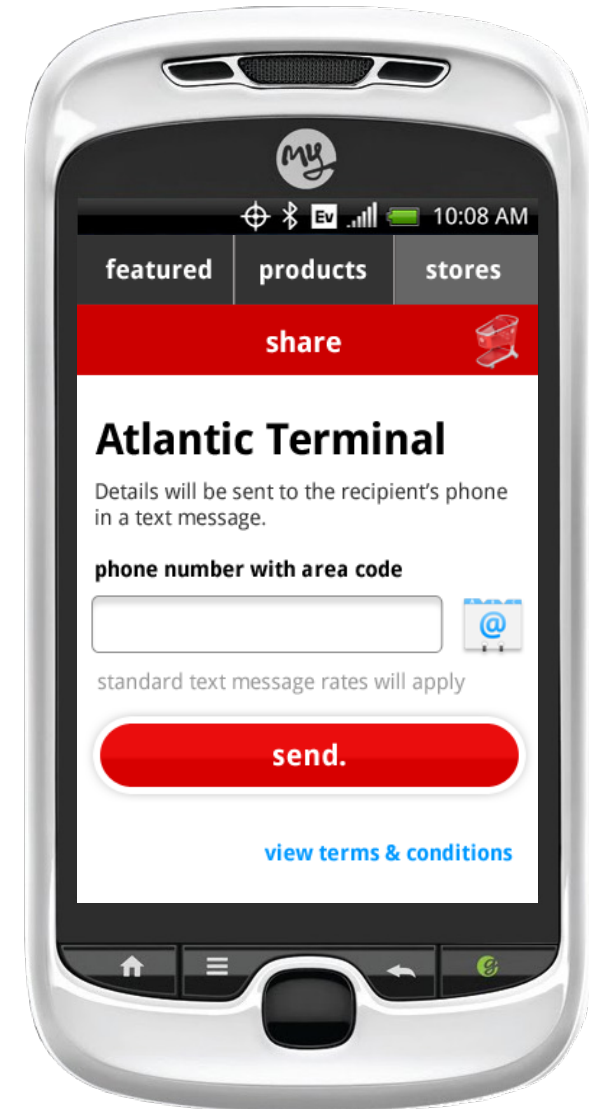 my
Ev 10:08 AM
featured products stores
share
Atlantic Terminal
Details will be sent to the recipient’s phone
in a text message.
phone number with area code
@
standard text message rates will apply
send.
view terms & conditions
g